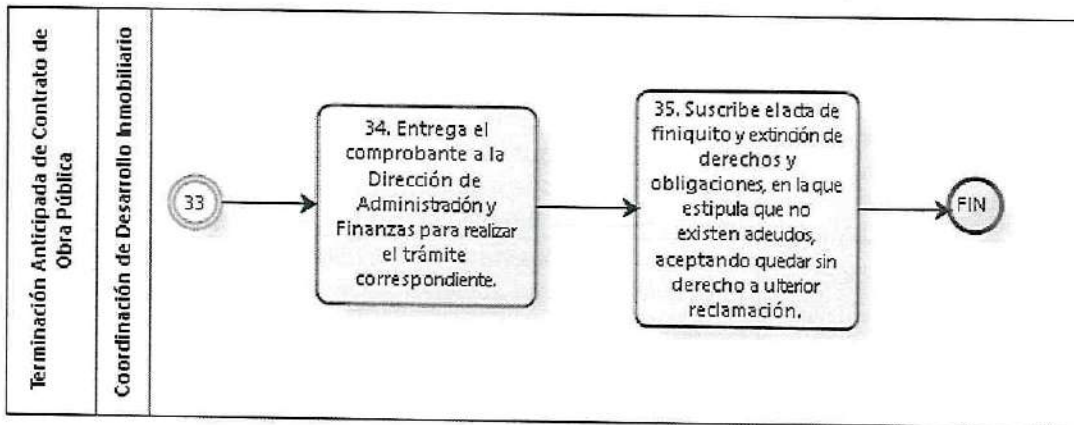 Terminación Anticipada de Contrato de
Obra Pública
Coordinación de Desarrollo Inmobiliario
33
34. Entrega el
comprobante a la
Dirección de
Administración y
Finanzas para realizar
el trámite
correspondiente.
35. Suscribe el acta de
finiquito y extinción de
derechos y
obligaciones, en la que
estipula que no
existen adeudos,
aceptando quedar sin
derecho a ulterior
reclamación.
FIN